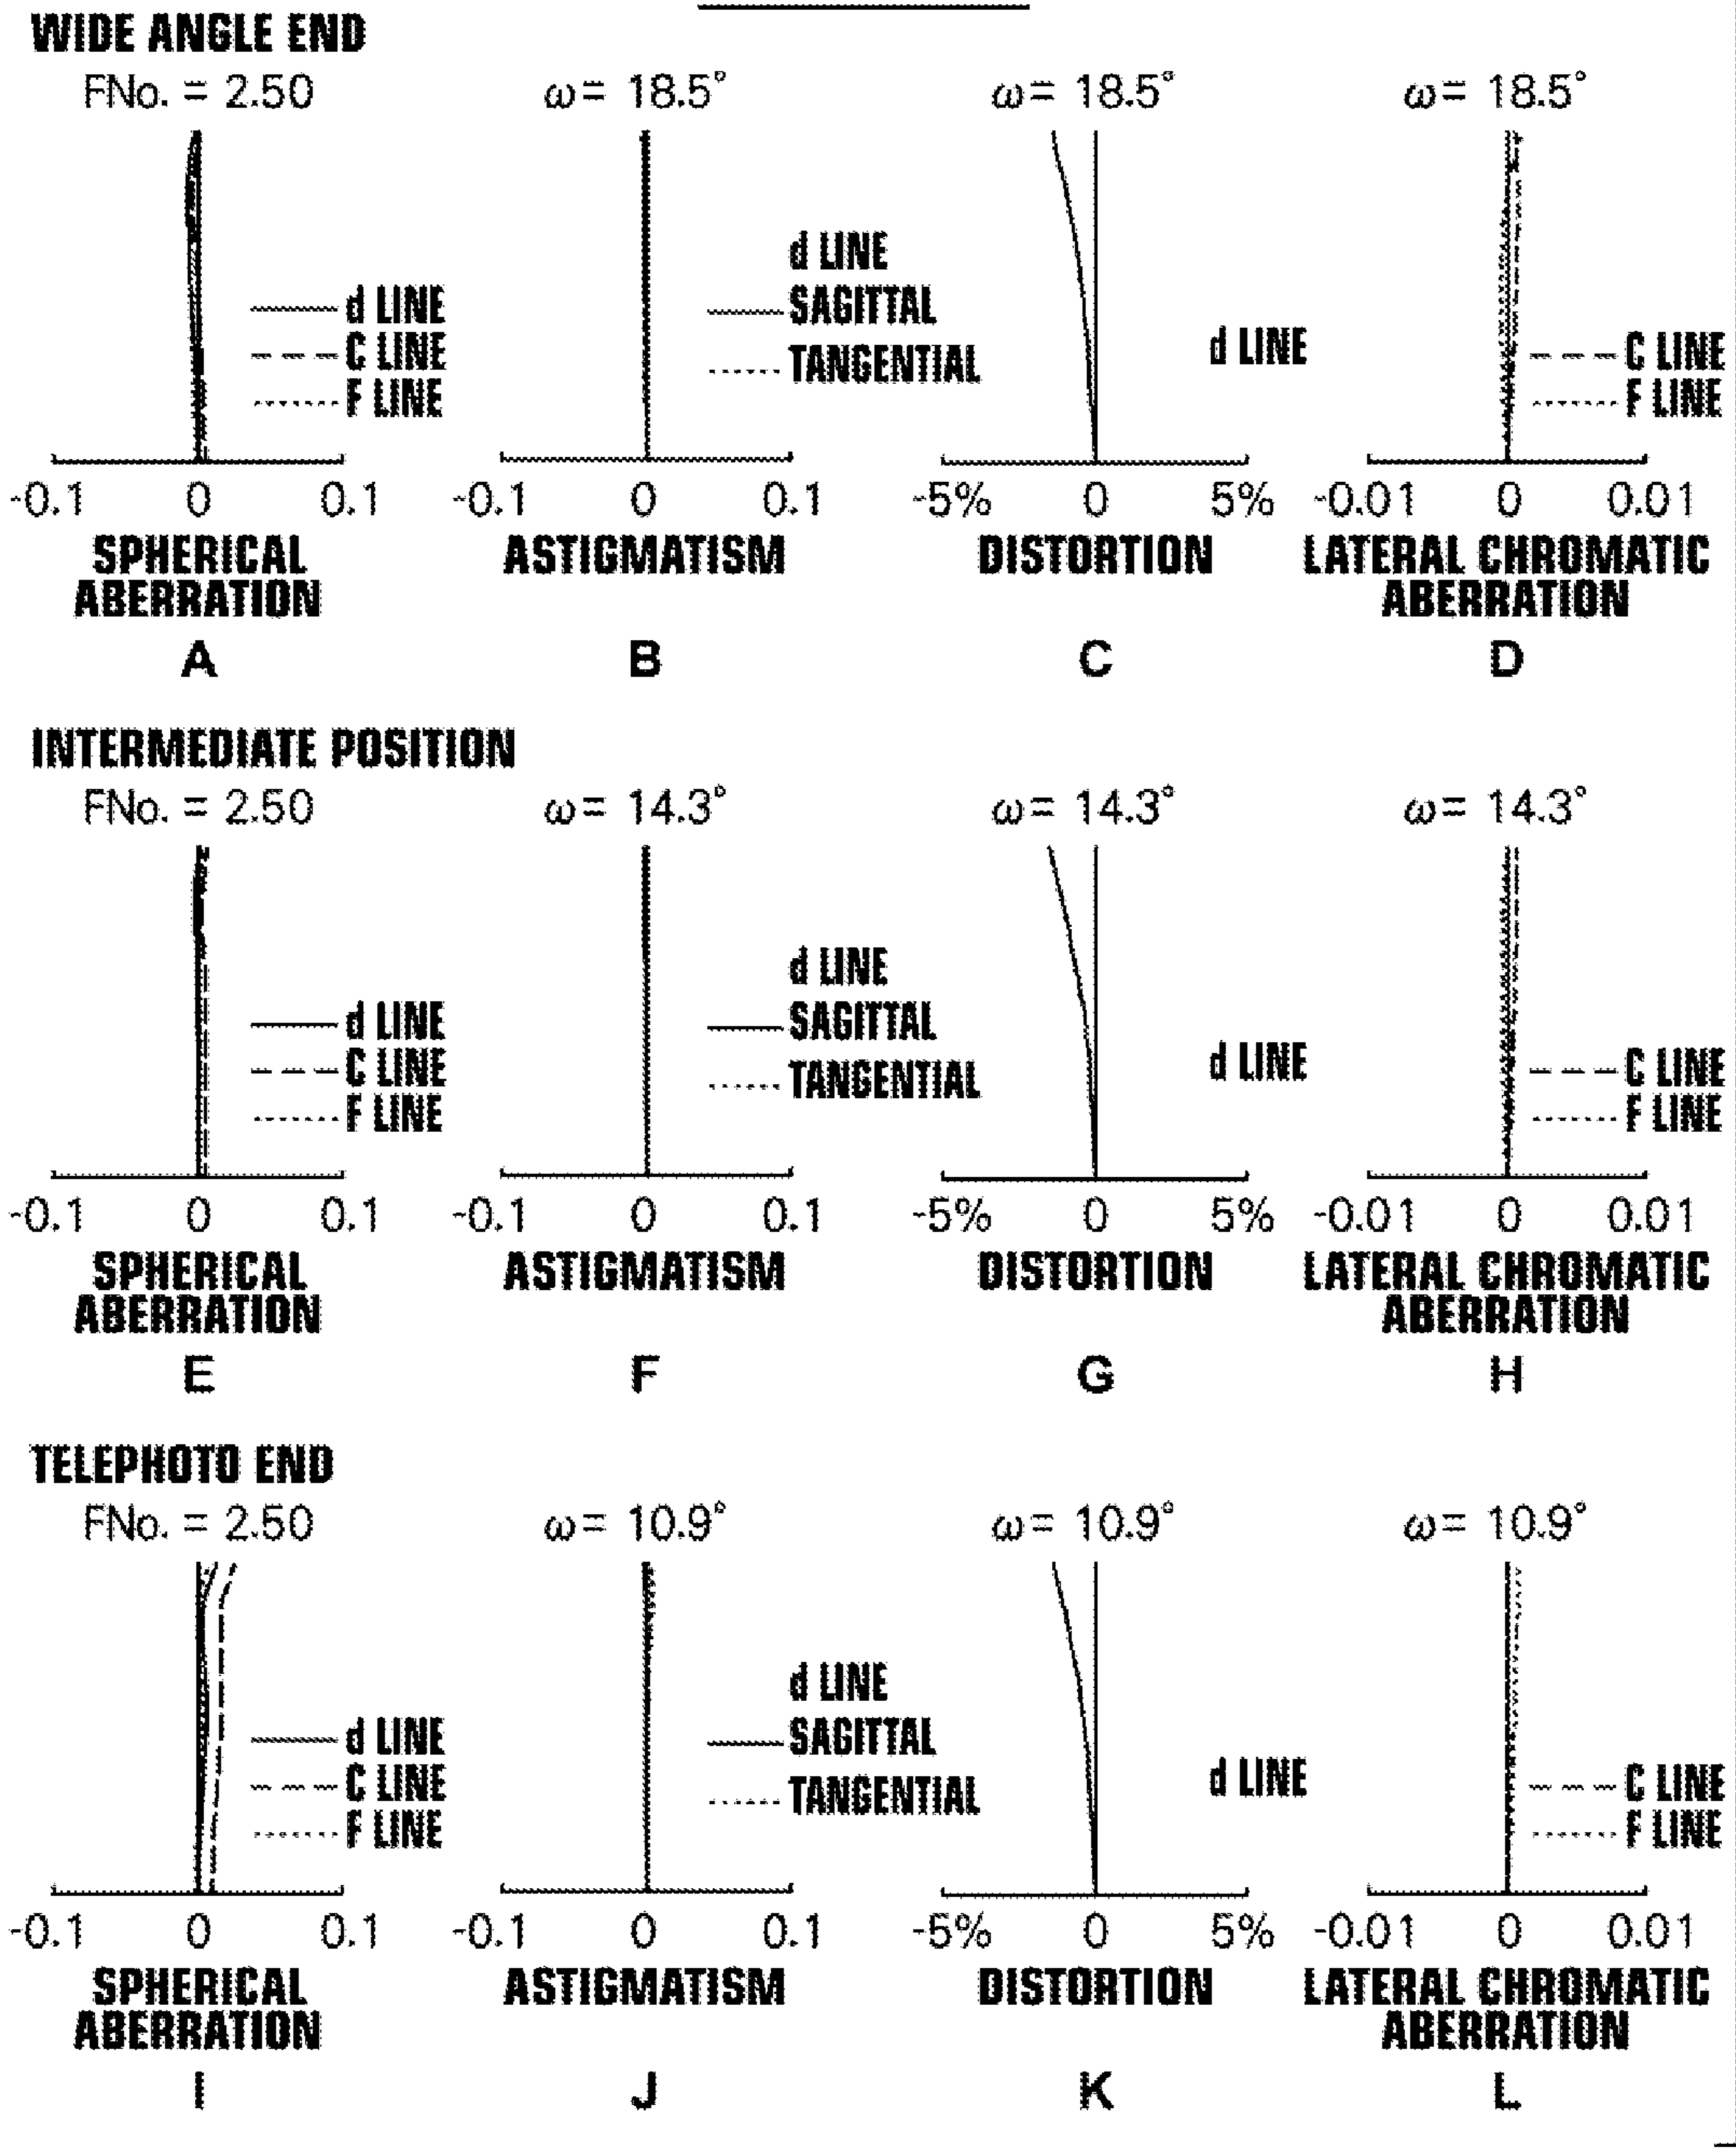 WIDE ANGLE END
FNo. = 2.50
ω= 18.5°
ω= 18.5°
ω= 18.5°
d LINE
C LINE
F LINE
d LINE
SAGITTAL
TANGENTIAL
d LINE
C LINE
F LINE
-0.1 0 0.1
-0.1 0 0.1
-5% 0 5%
-0.01 0 0.01
SPHERICAL
ABERRATION
ASTIGMATISM
DISTORTION
LATERAL CHROMATIC
ABERRATION
A
B
C
D
INTERMEDIATE POSITION
FNo. = 2.50
ω= 14.3°
ω= 14.3°
ω= 14.3°
d LINE
C LINE
F LINE
d LINE
SAGITTAL
TANGENTIAL
d LINE
C LINE
F LINE
-0.1 0 0.1
-0.1 0 0.1
-5% 0 5%
-0.01 0 0.01
SPHERICAL
ABERRATION
ASTIGMATISM
DISTORTION
LATERAL CHROMATIC
ABERRATION
E
F
G
H
TELEPHOTO END
FNo. = 2.50
ω= 10.9°
ω= 10.9°
ω= 10.9°
d LINE
C LINE
F LINE
d LINE
SAGITTAL
TANGENTIAL
d LINE
C LINE
F LINE
-0.1 0 0.1
-0.1 0 0.1
-5% 0 5%
-0.01 0 0.01
SPHERICAL
ABERRATION
ASTIGMATISM
DISTORTION
LATERAL CHROMATIC
ABERRATION
I
J
K
L